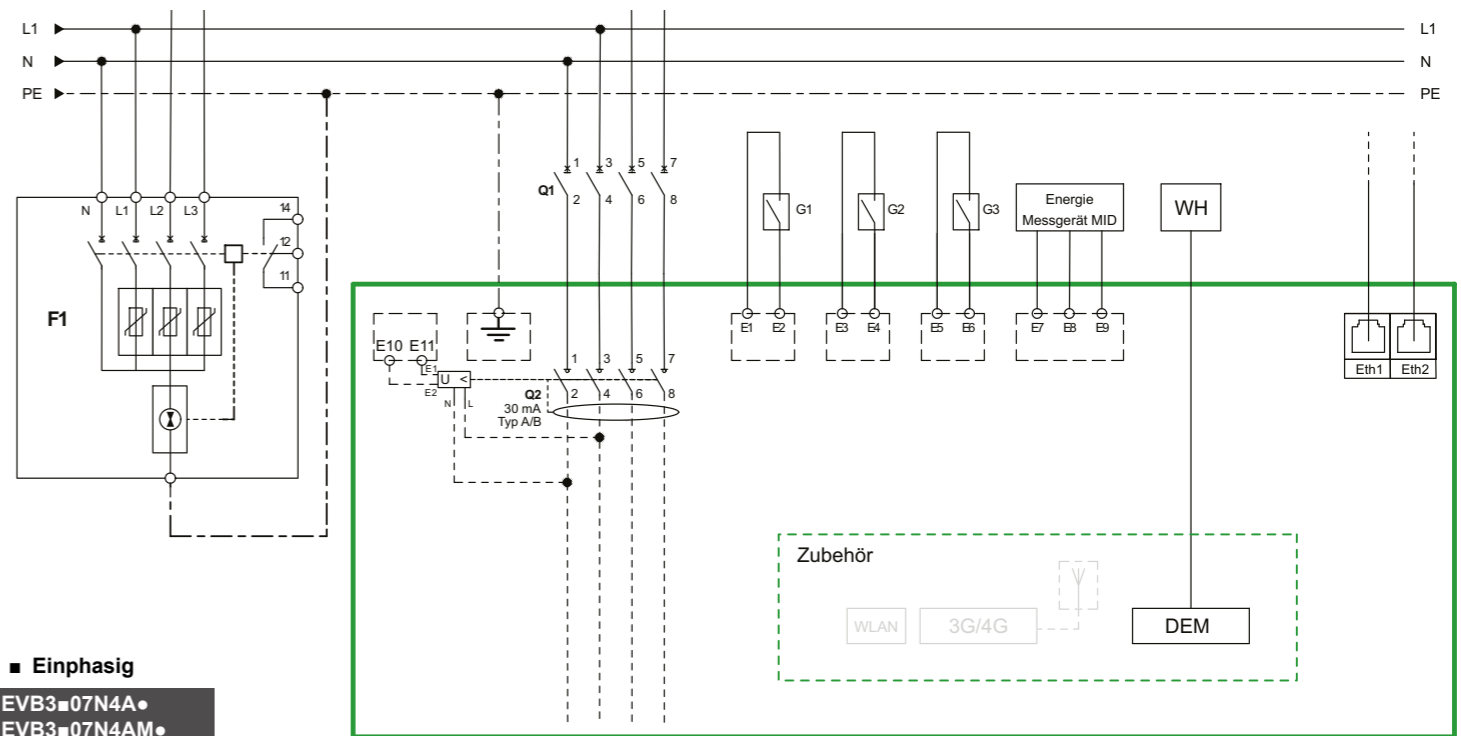 L1 L1
N N
PE PE
Q1
1 3 5 7
2 4 6 8
G1 G2 G3
Energie
Messgerät MID
WH
N L1 L2 L3 14
12
11
F1
E10 E11
E1
E2
U <
N L
Q2
30 mA
Typ A/B
1 3 5 7
2 4 6 8
E1 E2
E3 E4
E5 E6
E7 E8 E9
Eth1 Eth2
Zubehör
WLAN 3G/4G DEM
■ Einphasig
EVB3■07N4A●
EVB3■07N4AM●